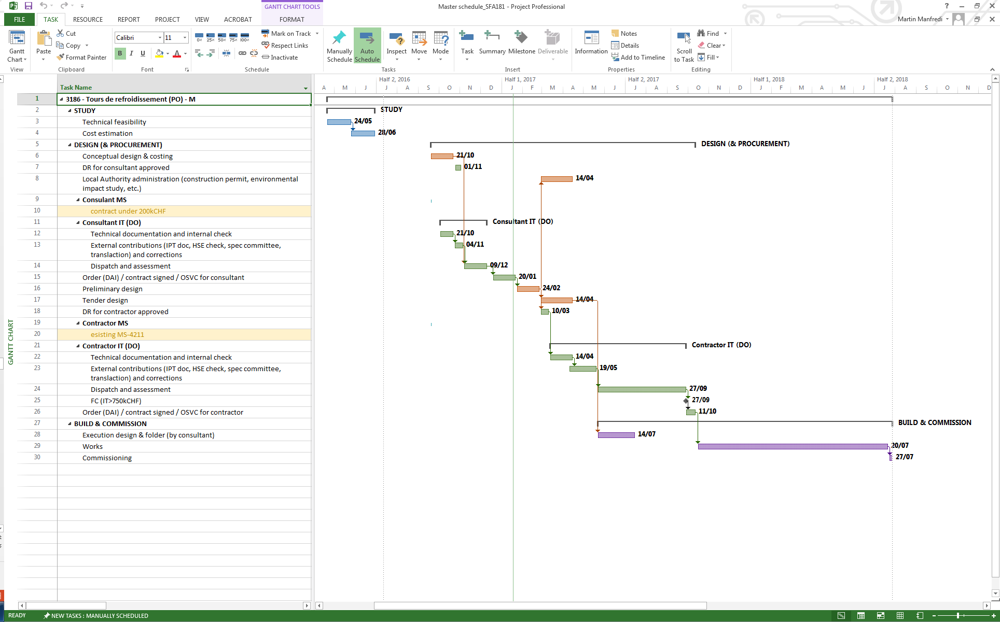 GANTT CHART TOOLS
Master schedule_SFA181 - Project Professional
FILE TASK RESOURCE REPORT PROJECT VIEW ACROBAT FORMAT
Martin Manfredi
Gantt Chart
Paste
Cut
Copy
Format Painter
Calibri 11
B I U A
0% 25% 50% 75% 100%
Mark on Track
Respect Links
Inactivate
Manually Schedule
Auto Schedule
Inspect
Move
Mode
Task
Summary
Milestone
Deliverable
Information
Notes
Details
Add to Timeline
Scroll to Task
Find
Clear
Fill
View Clipboard Font Schedule Tasks Insert Properties Editing
Half 2, 2016 Half 1, 2017 Half 2, 2017 Half 1, 2018 Half 2, 2018
Task Name
A M J J A S O N D J F M A M J J A S O N D J F M A M J J A S O N D
1 3186 - Tours de refroidissement (PO) - M
2 STUDY STUDY
3 Technical feasibility 24/05
4 Cost estimation 28/06
5 DESIGN (& PROCUREMENT) DESIGN (& PROCUREMENT)
6 Conceptual design & costing 21/10
7 DR for consultant approved 01/11
8 Local Authority administration (construction permit, environmental 14/04
impact study, etc.)
9 Consulant MS
10 contract under 200kCHF
11 Consultant IT (DO) Consultant IT (DO)
12 Technical documentation and internal check 21/10
13 External contributions (IPT doc, HSE check, spec committee, 04/11
translaction) and corrections
14 Dispatch and assessment 09/12
15 Order (DAI) / contract signed / OSVC for consultant 20/01
16 Preliminary design 24/02
17 Tender design 14/04
18 DR for contractor approved 10/03
19 Contractor MS
20 esisting MS-4211
21 Contractor IT (DO) Contractor IT (DO)
22 Technical documentation and internal check 14/04
23 External contributions (IPT doc, HSE check, spec committee, 19/05
translaction) and corrections
24 Dispatch and assessment 27/09
25 FC (IT>750kCHF) 27/09
26 Order (DAI) / contract signed / OSVC for contractor 11/10
27 BUILD & COMMISSION BUILD & COMMISSION
28 Execution design & folder (by consultant) 14/07
29 Works 20/07
30 Commissioning 27/07
GANTT CHART
READY NEW TASKS : MANUALLY SCHEDULED